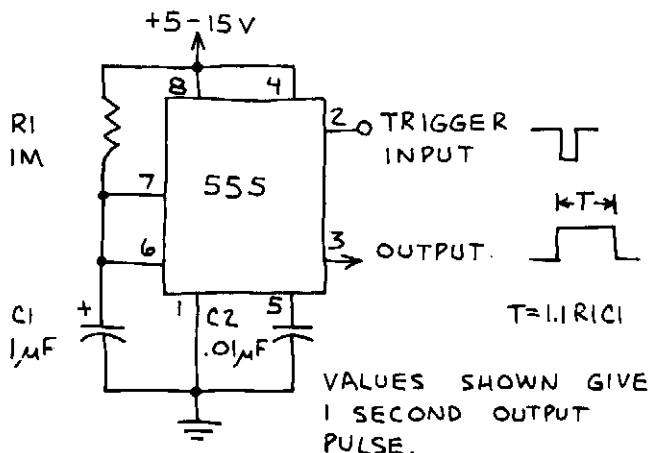 +5-15V
8
4
R1
1M
2
TRIGGER
INPUT
7
555
T
6
3
OUTPUT.
C1
+
1µF
1
C2
.01µF
5
T=1.1R1C1
VALUES SHOWN GIVE
1 SECOND OUTPUT
PULSE.